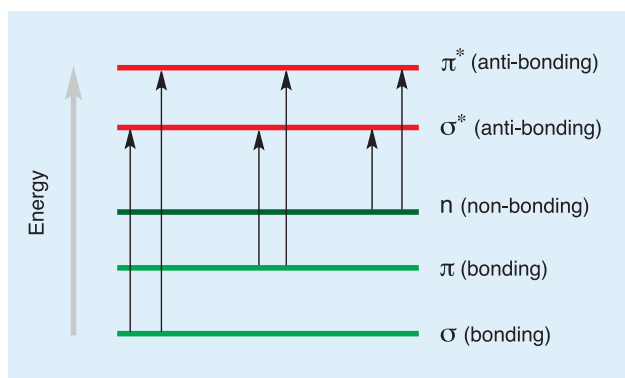 π* (anti-bonding)
σ* (anti-bonding)
n (non-bonding)
π (bonding)
σ (bonding)
Energy